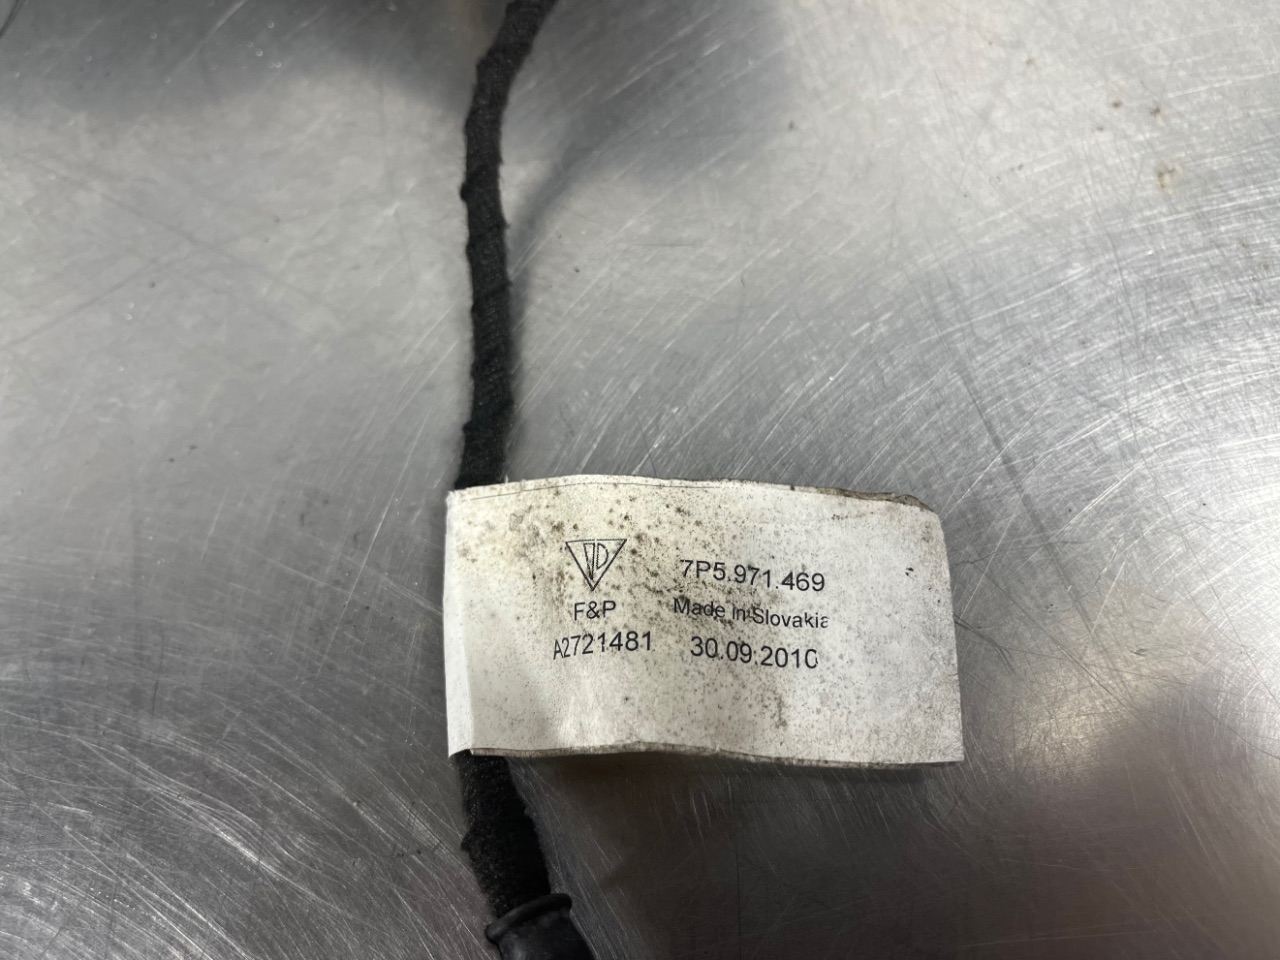 7P5.971.469
F&P
Made in Slovakia
A2721481
30.09.2010